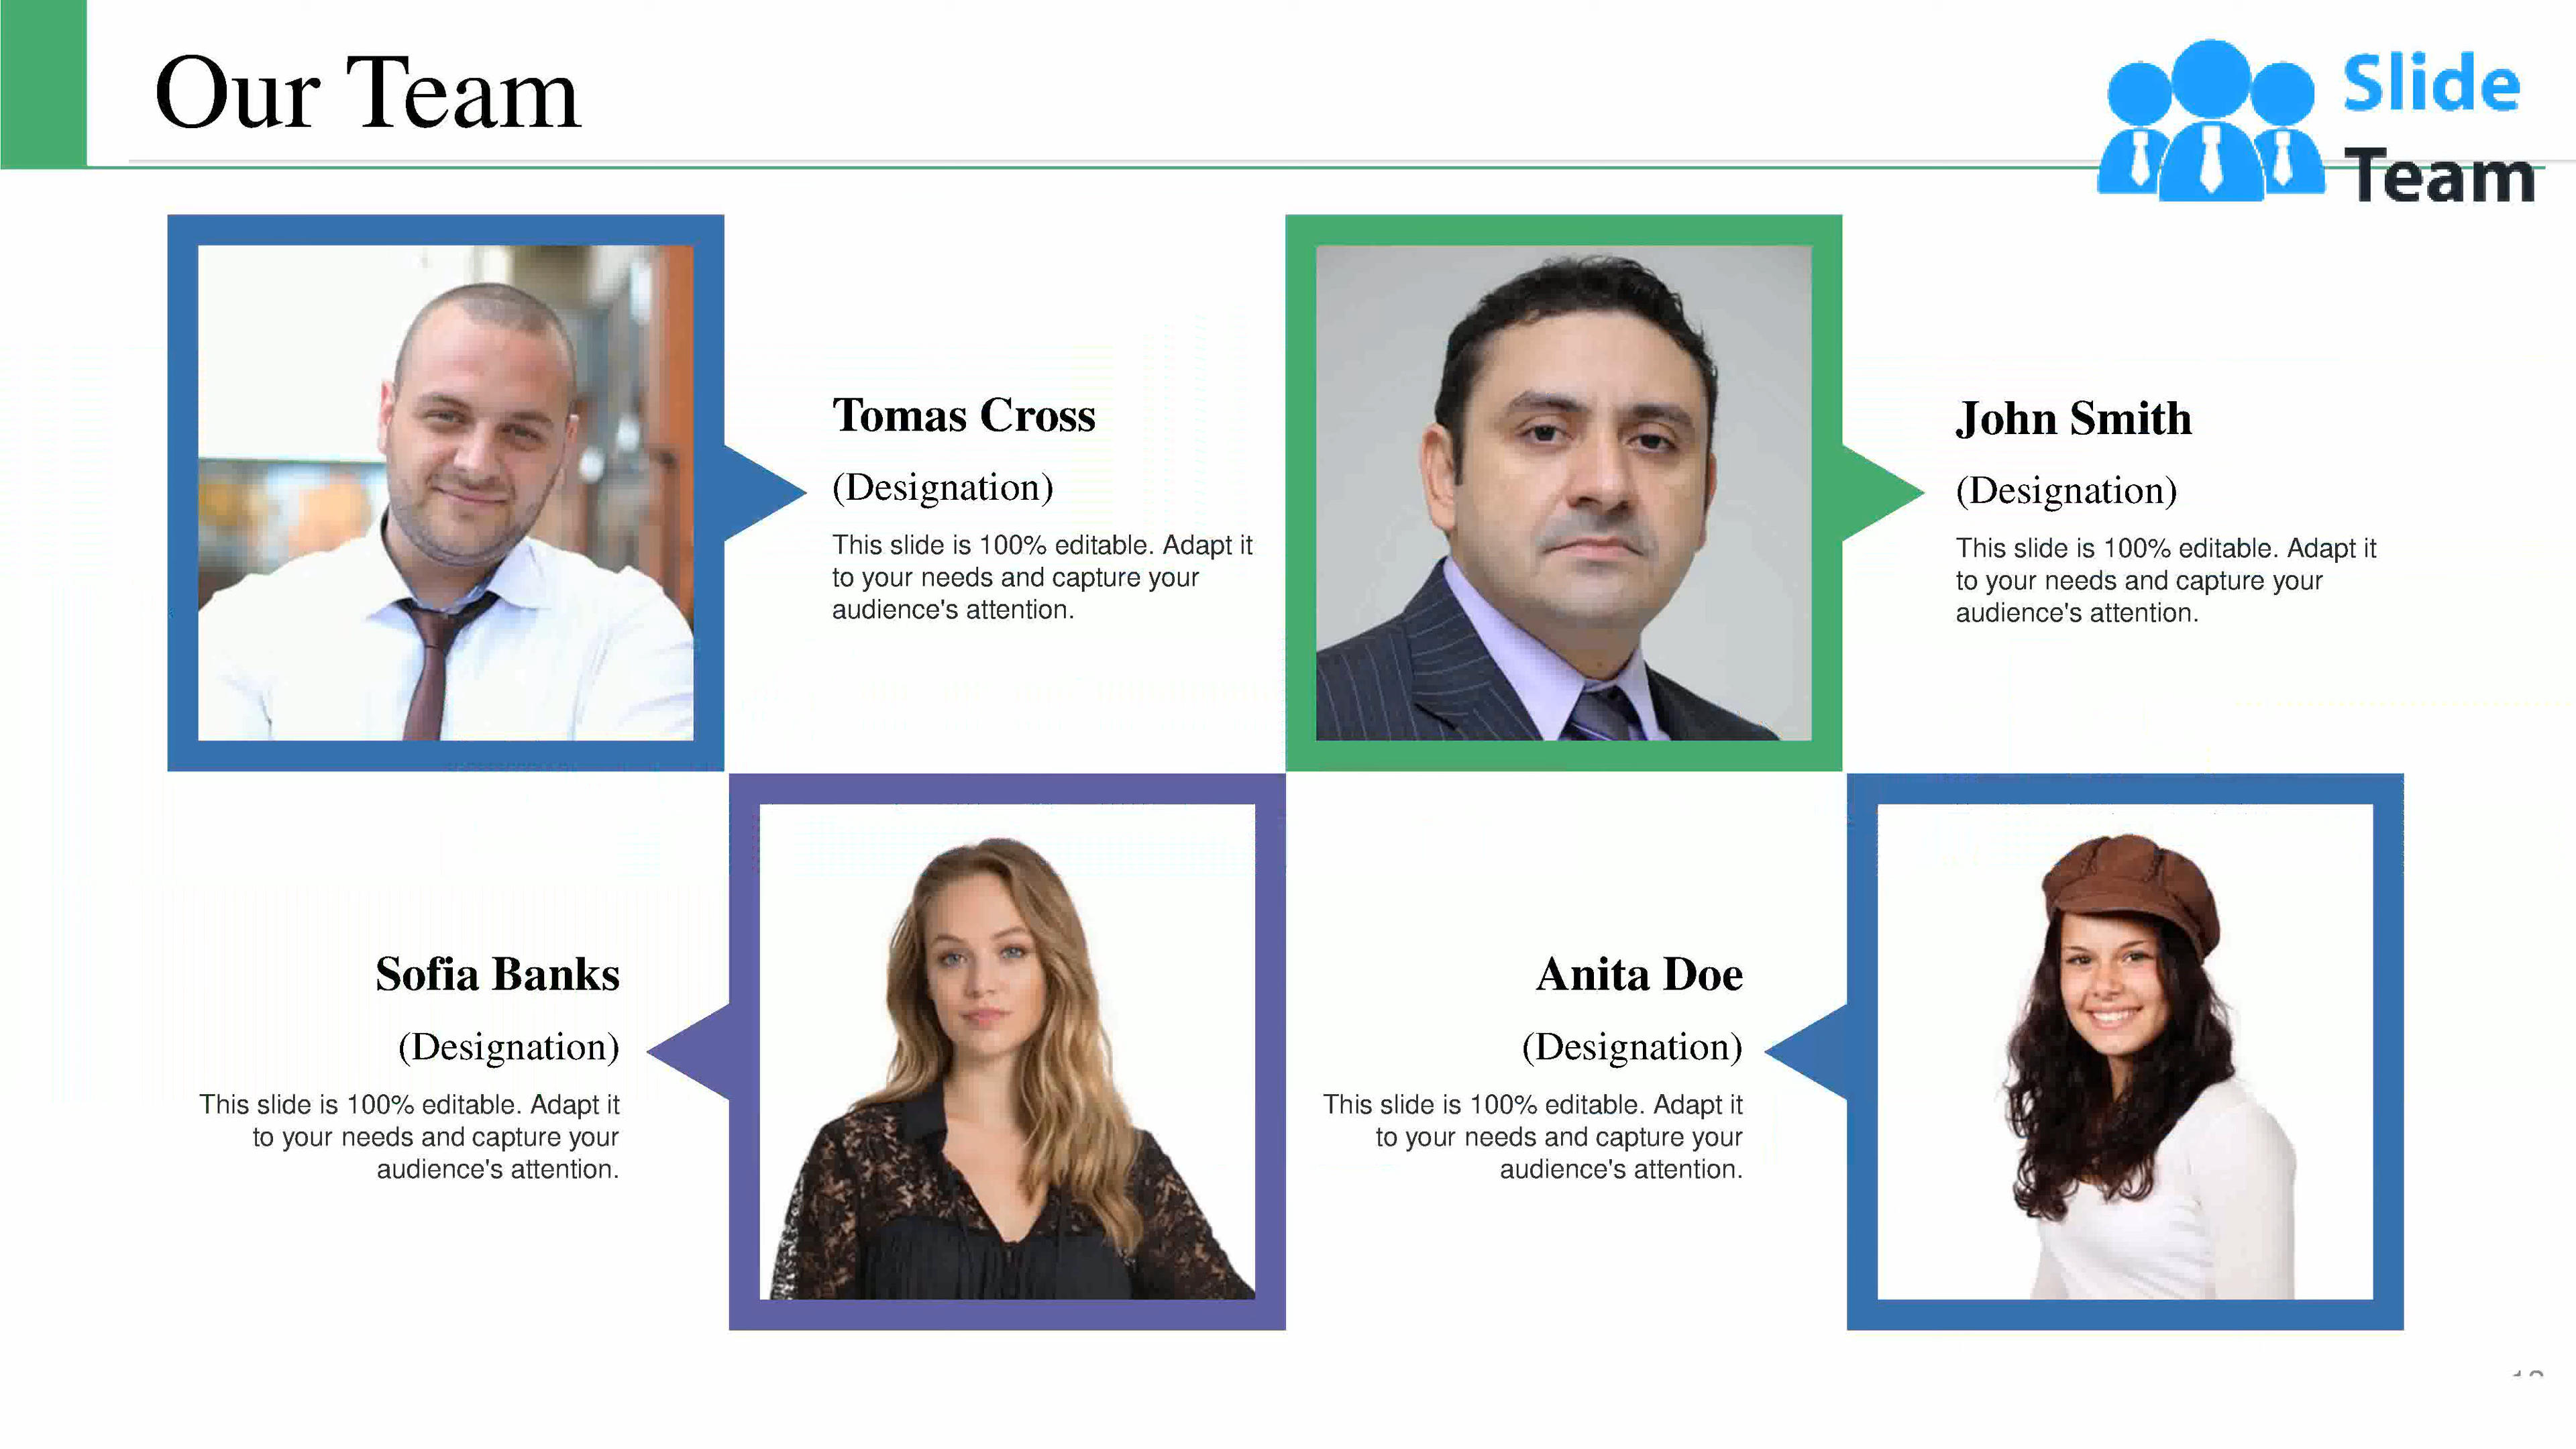 Our Team
Slide
Team
Tomas Cross
(Designation)
This slide is 100% editable. Adapt it
to your needs and capture your
audience's attention.
John Smith
(Designation)
This slide is 100% editable. Adapt it
to your needs and capture your
audience's attention.
Sofia Banks
(Designation)
This slide is 100% editable. Adapt it
to your needs and capture your
audience's attention.
Anita Doe
(Designation)
This slide is 100% editable. Adapt it
to your needs and capture your
audience's attention.